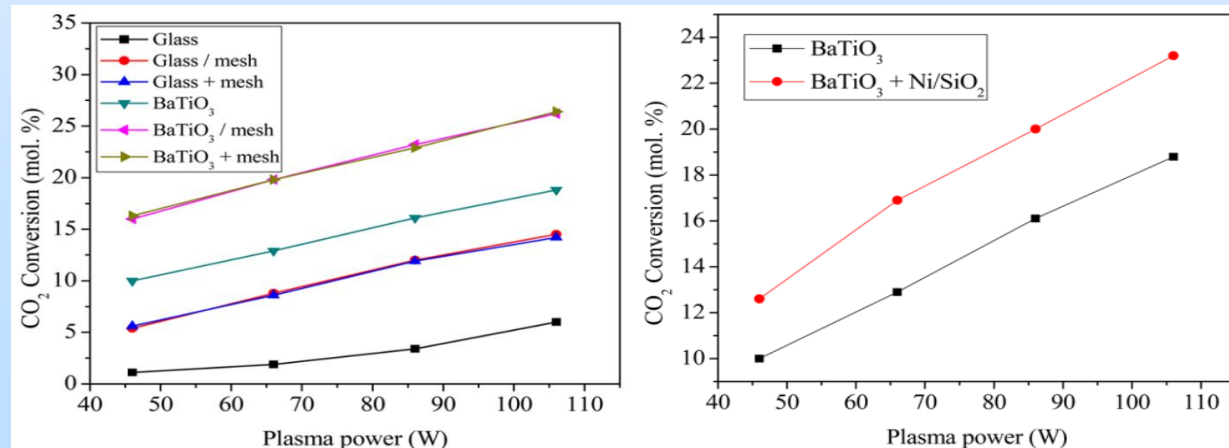 35
30
25
20
15
10
5
0
CO₂ Conversion (mol. %)
Glass
Glass / mesh
Glass + mesh
BaTiO₃
BaTiO₃ / mesh
BaTiO₃ + mesh
40 50 60 70 80 90 100 110
Plasma power (W)
24
22
20
18
16
14
12
10
CO₂ Conversion (mol. %)
BaTiO₃
BaTiO₃ + Ni/SiO₂
40 50 60 70 80 90 100 110
Plasma power (W)